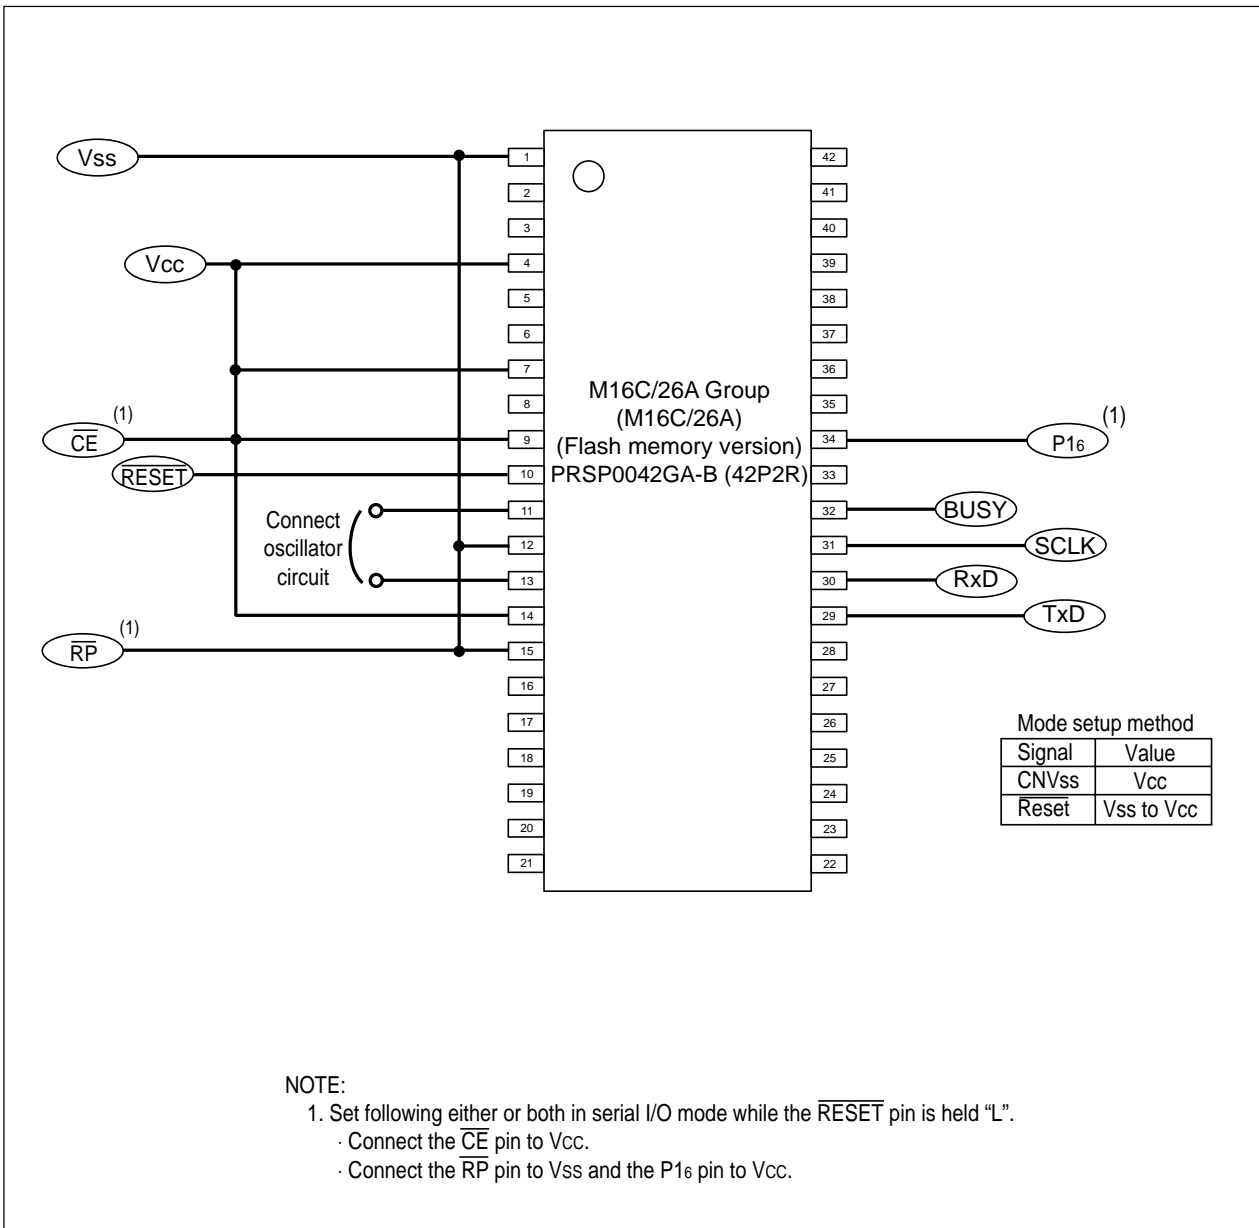 Vss
1
42
2
41
3
40
Vcc
4
39
5
38
6
37
7
36
M16C/26A Group
(M16C/26A)
(Flash memory version)
PRSP0042GA-B (42P2R)
8
35
(1)
CE
9
34
P16
(1)
RESET
10
33
11
32
BUSY
Connect
oscillator
circuit
12
31
SCLK
13
30
RxD
14
29
TxD
(1)
RP
15
28
16
27
17
26
18
25
19
24
20
23
21
22
Mode setup method
Signal Value
CNVss Vcc
Reset Vss to Vcc
NOTE:
1. Set following either or both in serial I/O mode while the RESET pin is held “L”.
· Connect the CE pin to VCC.
· Connect the RP pin to VSS and the P16 pin to VCC.